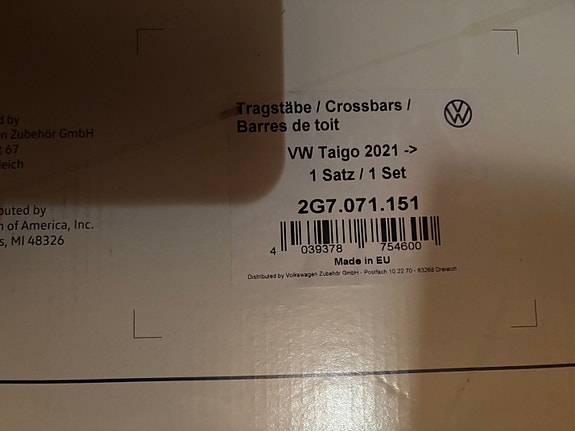 d by
en Zubehör GmbH
t 67
eich
buted by
n of America, Inc.
s, MI 48326
Tragstäbe / Crossbars /
Barres de toit
VW Taigo 2021 ->
1 Satz / 1 Set
2G7.071.151
4 039378 754600
Made in EU
Distributed by Volkswagen Zubehör GmbH - Postfach 10 22 70 - 63268 Dreieich